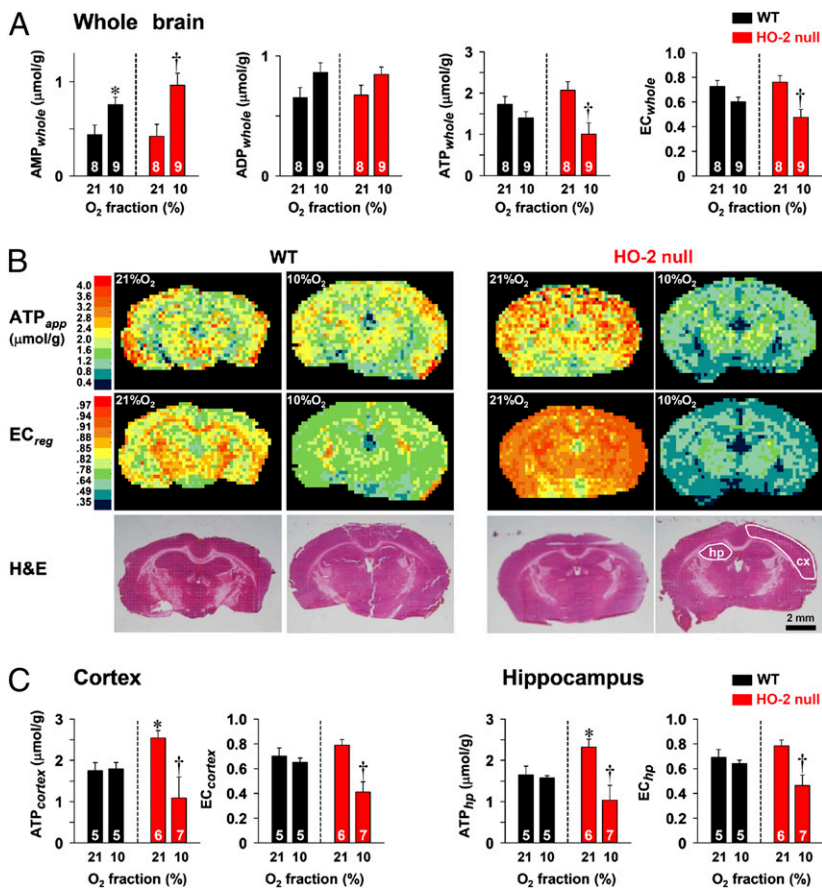 A Whole brain
WT
HO-2 null
AMPwhole (μmol/g)
1
0
* †
8 9 8 9
21 10 21 10
O2 fraction (%)
ADPwhole (μmol/g)
1
0
8 9 8 9
21 10 21 10
O2 fraction (%)
ATPwhole (μmol/g)
3
2
1
0
†
8 9 8 9
21 10 21 10
O2 fraction (%)
ECwhole
1.0
0.8
0.6
0.4
0.2
0
†
8 9 8 9
21 10 21 10
O2 fraction (%)
B WT HO-2 null
ATPapp
(μmol/g)
4.0
3.6
3.2
2.8
2.4
2.0
1.6
1.2
0.8
0.4
21%O2 10%O2 21%O2 10%O2
ECreg
.97
.94
.91
.88
.85
.82
.78
.64
.49
.35
21%O2 10%O2 21%O2 10%O2
H&E
hp
cx
2 mm
C Cortex Hippocampus
WT
HO-2 null
ATPcortex (μmol/g)
3
2
1
0
* †
5 5 6 7
21 10 21 10
O2 fraction (%)
ECcortex
1.0
0.8
0.6
0.4
0.2
0
†
5 5 6 7
21 10 21 10
O2 fraction (%)
ATPhp (μmol/g)
3
2
1
0
* †
5 5 6 7
21 10 21 10
O2 fraction (%)
EChp
1.0
0.8
0.6
0.4
0.2
0
†
5 5 6 7
21 10 21 10
O2 fraction (%)